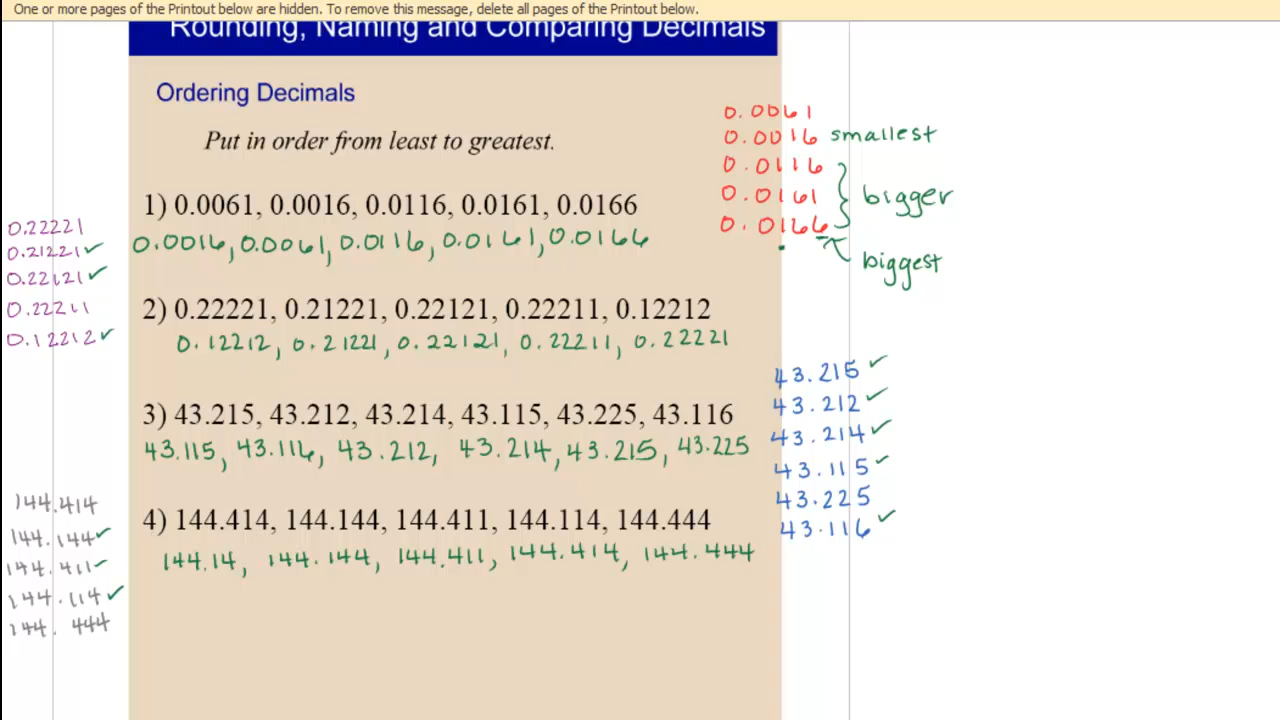 One or more pages of the Printout below are hidden. To remove this message, delete all pages of the Printout below.
Rounding, Naming and Comparing Decimals
Ordering Decimals
Put in order from least to greatest.
1) 0.0061, 0.0016, 0.0116, 0.0161, 0.0166
0.0016, 0.0061, 0.0116, 0.0161, 0.0166
2) 0.22221, 0.21221, 0.22121, 0.22211, 0.12212
0.12212, 0.21221, 0.22121, 0.22211, 0.22221
3) 43.215, 43.212, 43.214, 43.115, 43.225, 43.116
43.115, 43.116, 43.212, 43.214, 43.215, 43.225
4) 144.414, 144.144, 144.411, 144.114, 144.444
144.14, 144.144, 144.411, 144.414, 144.444
0.22221
0.21221 ✓
0.22121 ✓
0.22211
0.12212 ✓
144.414
144.144 ✓
144.411 ✓
144.114 ✓
144.444
0.0061
0.0016 smallest
0.0116
0.0161 bigger
0.0166
biggest
43.215 ✓
43.212 ✓
43.214 ✓
43.115 ✓
43.225
43.116 ✓